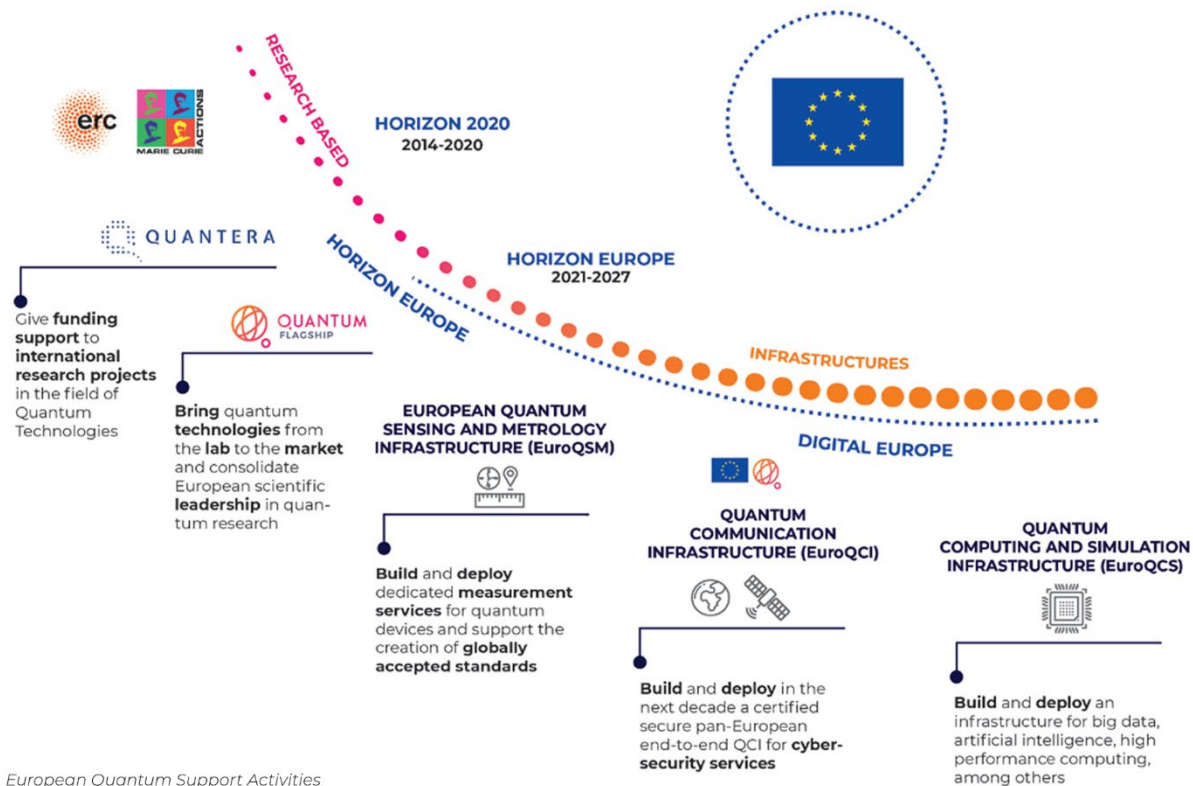 RESEARCH BASED
erc
MARIE CURIE
ACTIONS
HORIZON 2020
2014-2020
QUANTERA
Give funding
support to
international
research projects
in the field of
Quantum
Technologies
HORIZON EUROPE
HORIZON EUROPE
2021-2027
QUANTUM
FLAGSHIP
Bring quantum
technologies from
the lab to the market
and consolidate
European scientific
leadership in quan-
tum research
INFRASTRUCTURES
DIGITAL EUROPE
EUROPEAN QUANTUM
SENSING AND METROLOGY
INFRASTRUCTURE (EuroQSM)
Build and deploy
dedicated measurement
services for quantum
devices and support the
creation of globally
accepted standards
QUANTUM
COMMUNICATION
INFRASTRUCTURE (EuroQCI)
Build and deploy in the
next decade a certified
secure pan-European
end-to-end QCI for cyber-
security services
QUANTUM
COMPUTING AND SIMULATION
INFRASTRUCTURE (EuroQCS)
Build and deploy an
infrastructure for big data,
artificial intelligence, high
performance computing,
among others
European Quantum Support Activities